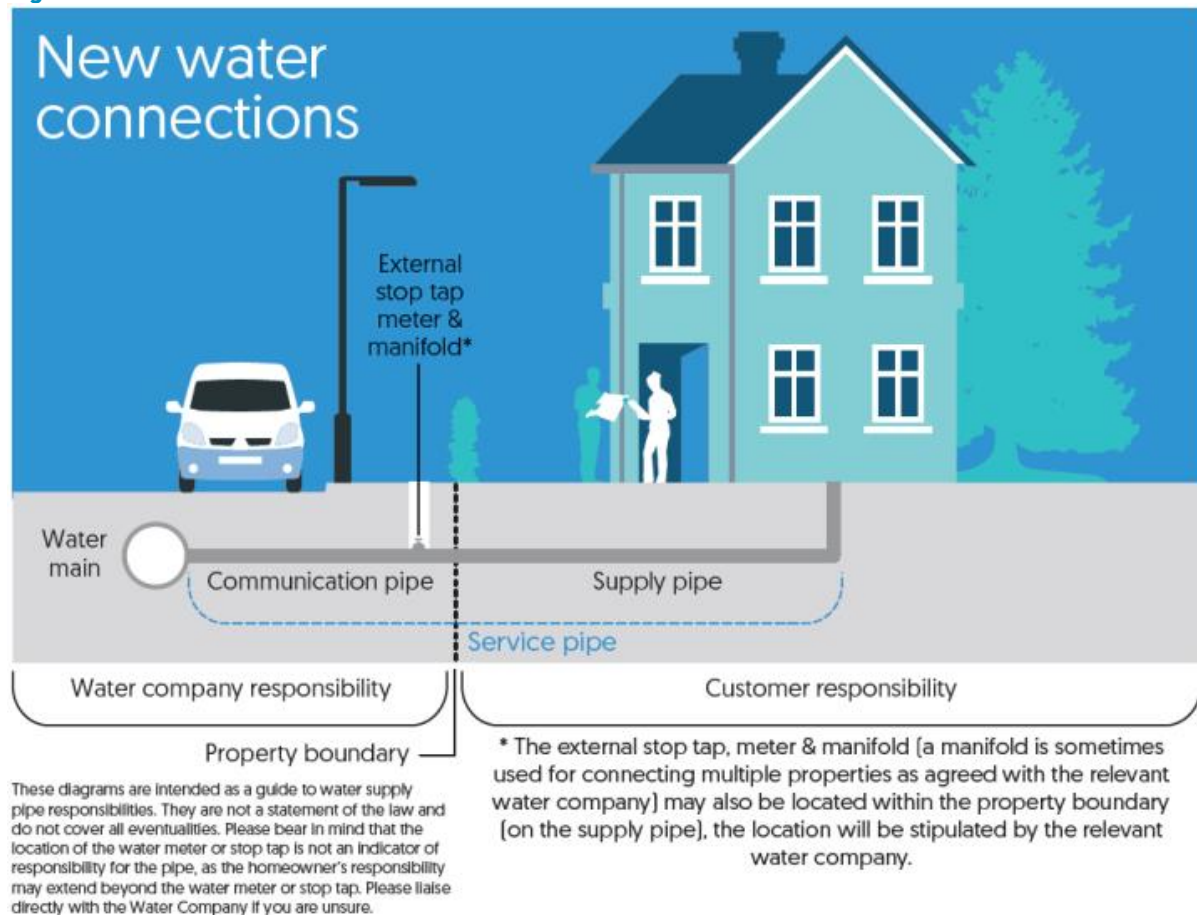 New water
connections
External
stop tap
meter &
manifold*
Water
main
Communication pipe
Supply pipe
Service pipe
Water company responsibility
Customer responsibility
Property boundary
These diagrams are intended as a guide to water supply
pipe responsibilities. They are not a statement of the law and
do not cover all eventualities. Please bear in mind that the
location of the water meter or stop tap is not an indicator of
responsibility for the pipe, as the homeowner's responsibility
may extend beyond the water meter or stop tap. Please liaise
directly with the Water Company if you are unsure.
* The external stop tap, meter & manifold (a manifold is sometimes
used for connecting multiple properties as agreed with the relevant
water company) may also be located within the property boundary
(on the supply pipe), the location will be stipulated by the relevant
water company.